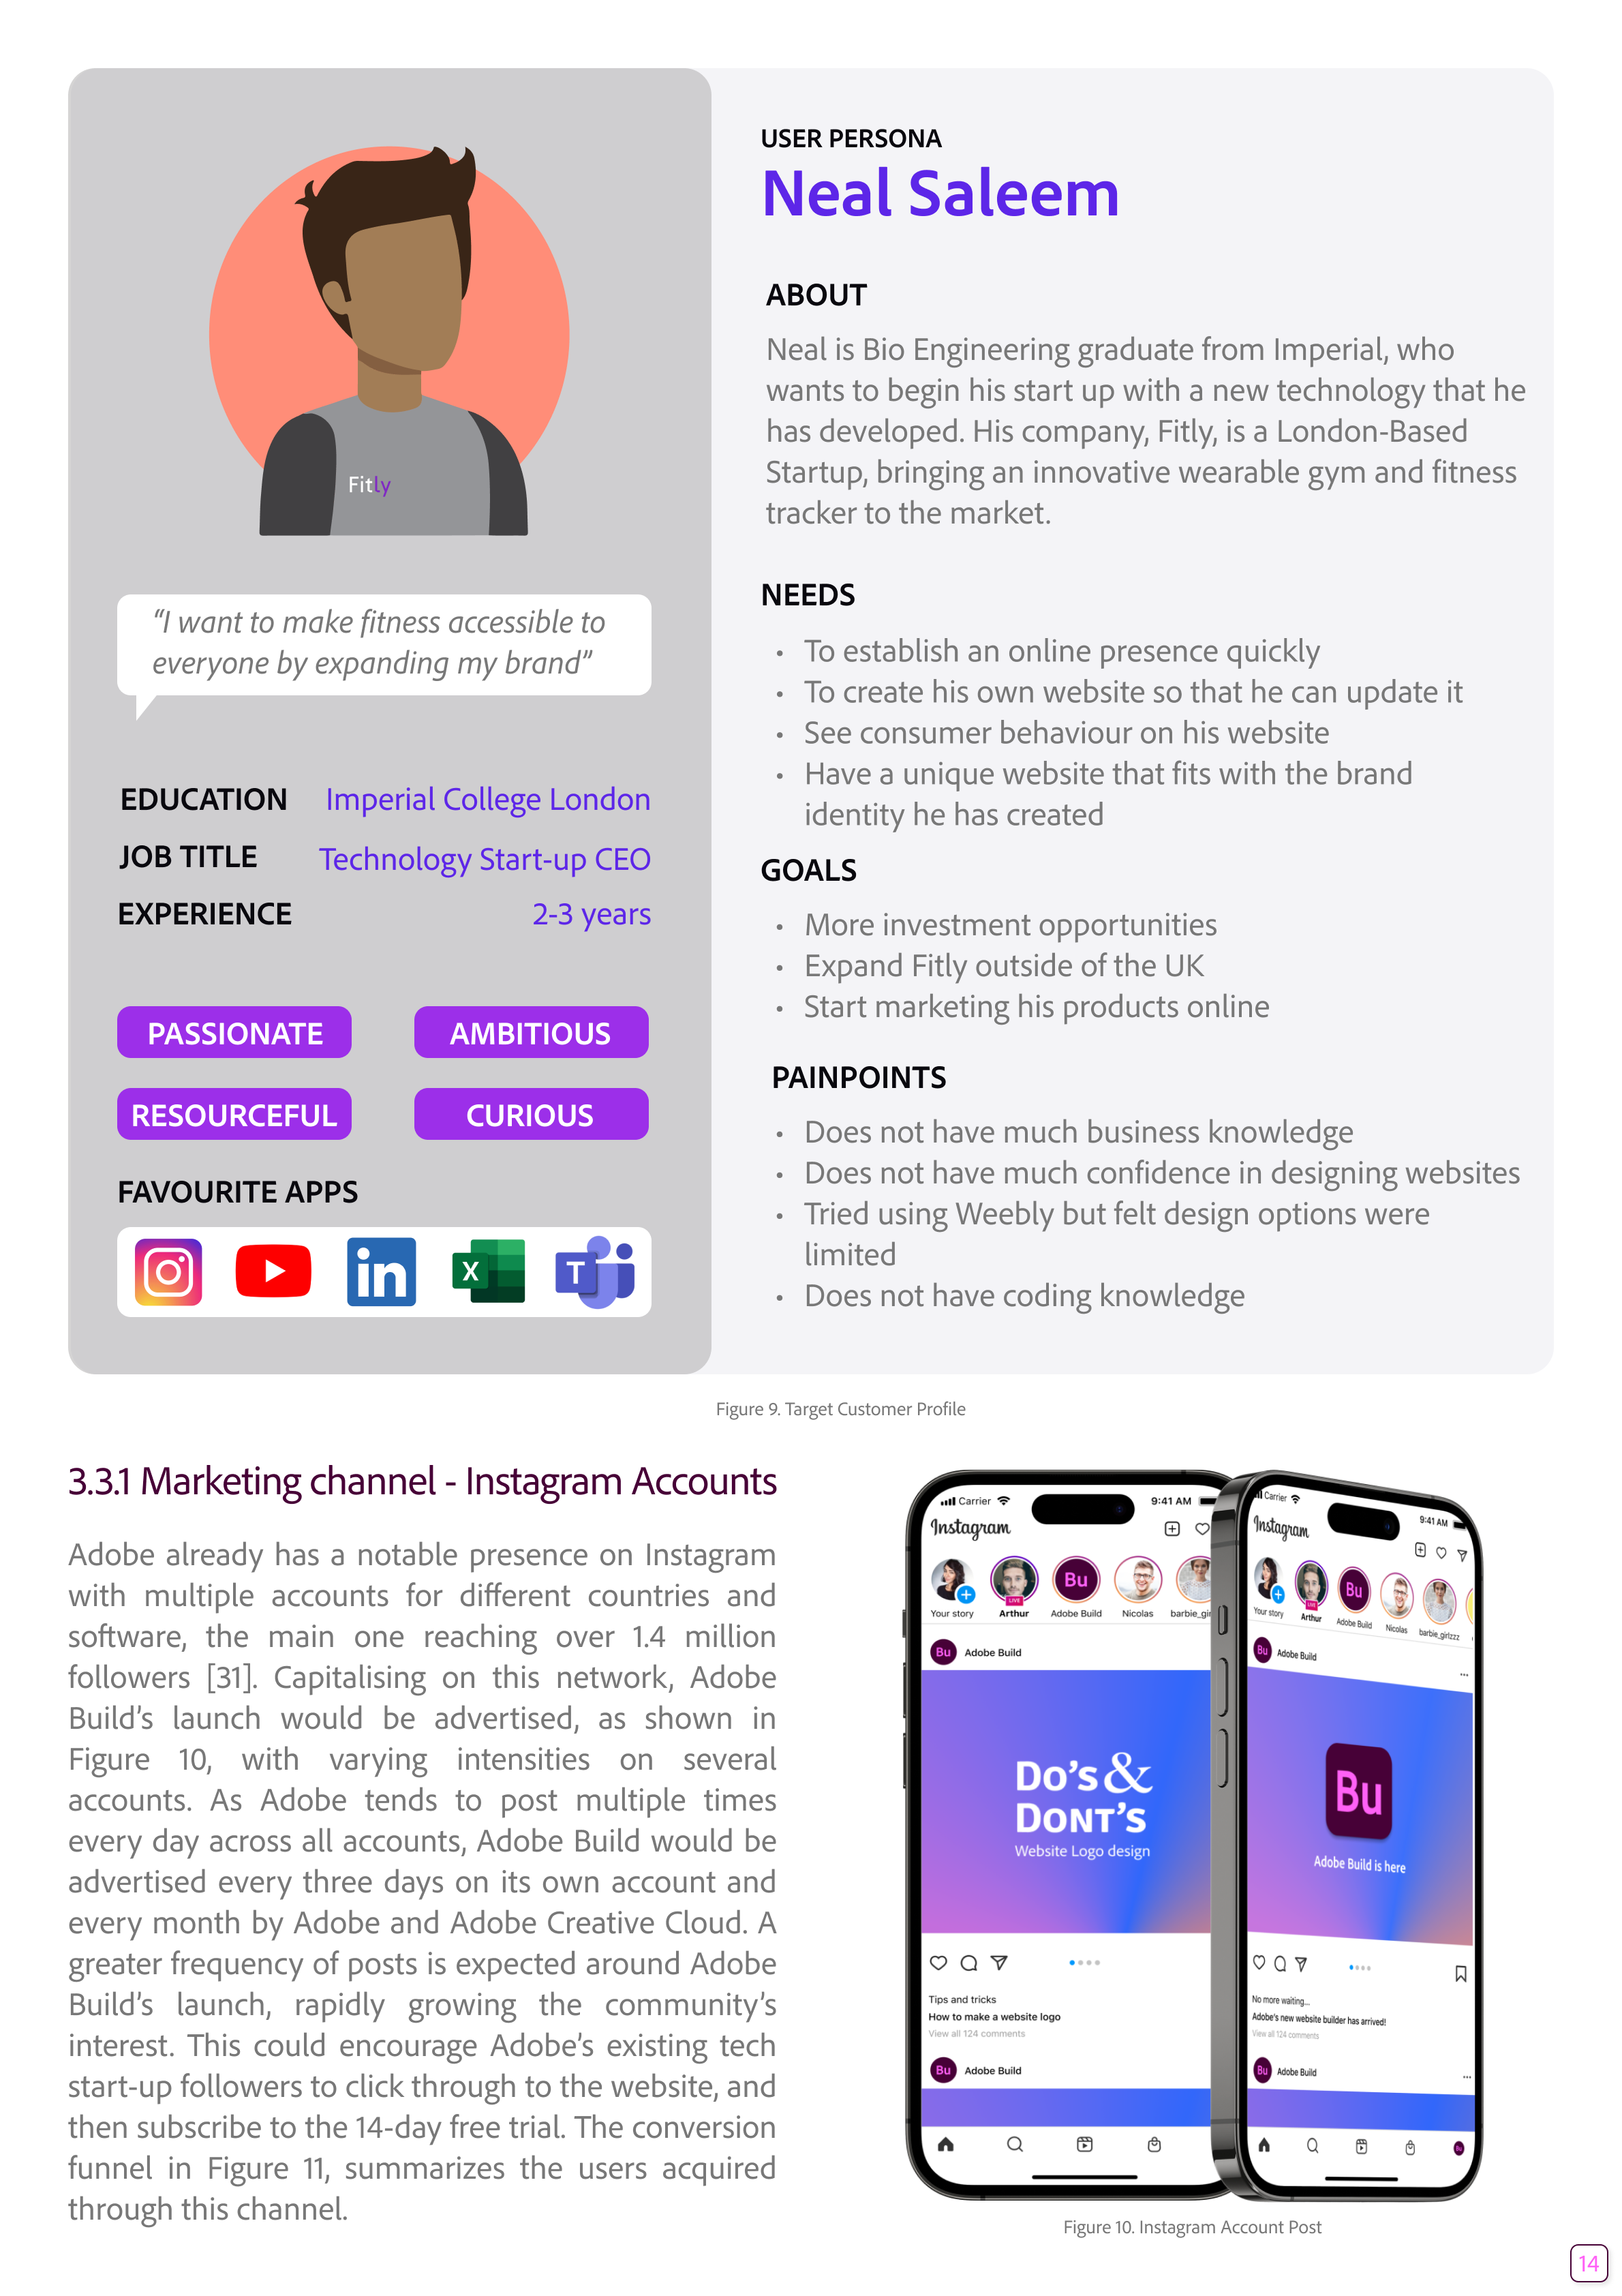 Fitly
“I want to make fitness accessible to
everyone by expanding my brand”
EDUCATION Imperial College London
JOB TITLE Technology Start-up CEO
EXPERIENCE 2-3 years
PASSIONATE AMBITIOUS
RESOURCEFUL CURIOUS
FAVOURITE APPS
in X T
USER PERSONA
Neal Saleem
ABOUT
Neal is Bio Engineering graduate from Imperial, who
wants to begin his start up with a new technology that he
has developed. His company, Fitly, is a London-Based
Startup, bringing an innovative wearable gym and fitness
tracker to the market.
NEEDS
• To establish an online presence quickly
• To create his own website so that he can update it
• See consumer behaviour on his website
• Have a unique website that fits with the brand
identity he has created
GOALS
• More investment opportunities
• Expand Fitly outside of the UK
• Start marketing his products online
PAINPOINTS
• Does not have much business knowledge
• Does not have much confidence in designing websites
• Tried using Weebly but felt design options were
limited
• Does not have coding knowledge
Figure 9. Target Customer Profile
3.3.1 Marketing channel - Instagram Accounts
Adobe already has a notable presence on Instagram
with multiple accounts for different countries and
software, the main one reaching over 1.4 million
followers [31]. Capitalising on this network, Adobe
Build’s launch would be advertised, as shown in
Figure 10, with varying intensities on several
accounts. As Adobe tends to post multiple times
every day across all accounts, Adobe Build would be
advertised every three days on its own account and
every month by Adobe and Adobe Creative Cloud. A
greater frequency of posts is expected around Adobe
Build’s launch, rapidly growing the community’s
interest. This could encourage Adobe’s existing tech
start-up followers to click through to the website, and
then subscribe to the 14-day free trial. The conversion
funnel in Figure 11, summarizes the users acquired
through this channel.
Carrier 9:41 AM
Instagram
Bu
LIVE
Your story Arthur Adobe Build Nicolas barbie_gir
Bu Adobe Build
Do’s &
Dont’s
Website Logo design
Tips and tricks
How to make a website logo
View all 124 comments
Bu Adobe Build
Carrier 9:41 AM
Instagram
Bu
LIVE
Your story Arthur Adobe Build Nicolas barbie_girlzzz
Bu Adobe Build
Bu
Adobe Build is here
No more waiting...
Adobe's new website builder has arrived!
View all 124 comments
Bu Adobe Build
Bu
Figure 10. Instagram Account Post
14